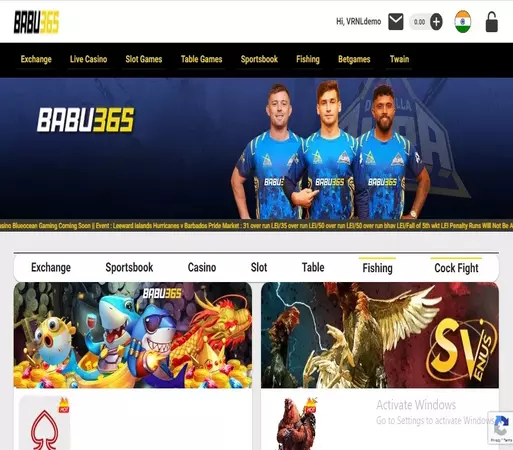 BABU365
Hi, VRNLdemo
0.00
Exchange Live Casino Slot Games Table Games Sportsbook Fishing Betgames Twain
BABU365
BABU365 BABU365
asino Blueocean Gaming Coming Soon || Event : Leeward Islands Hurricanes v Barbados Pride Market : 31 over run LEI/35 over run LEI/50 over run LEI/50 over run bhav LEI/Fall of 5th wkt LEI Penalty Runs Will Not Be A
Exchange Sportsbook Casino Slot Table Fishing Cock Fight
BABU365
SV
ENUS
HOT
HOT
Activate Windows
Go to Settings to activate Windows
Privacy - Terms